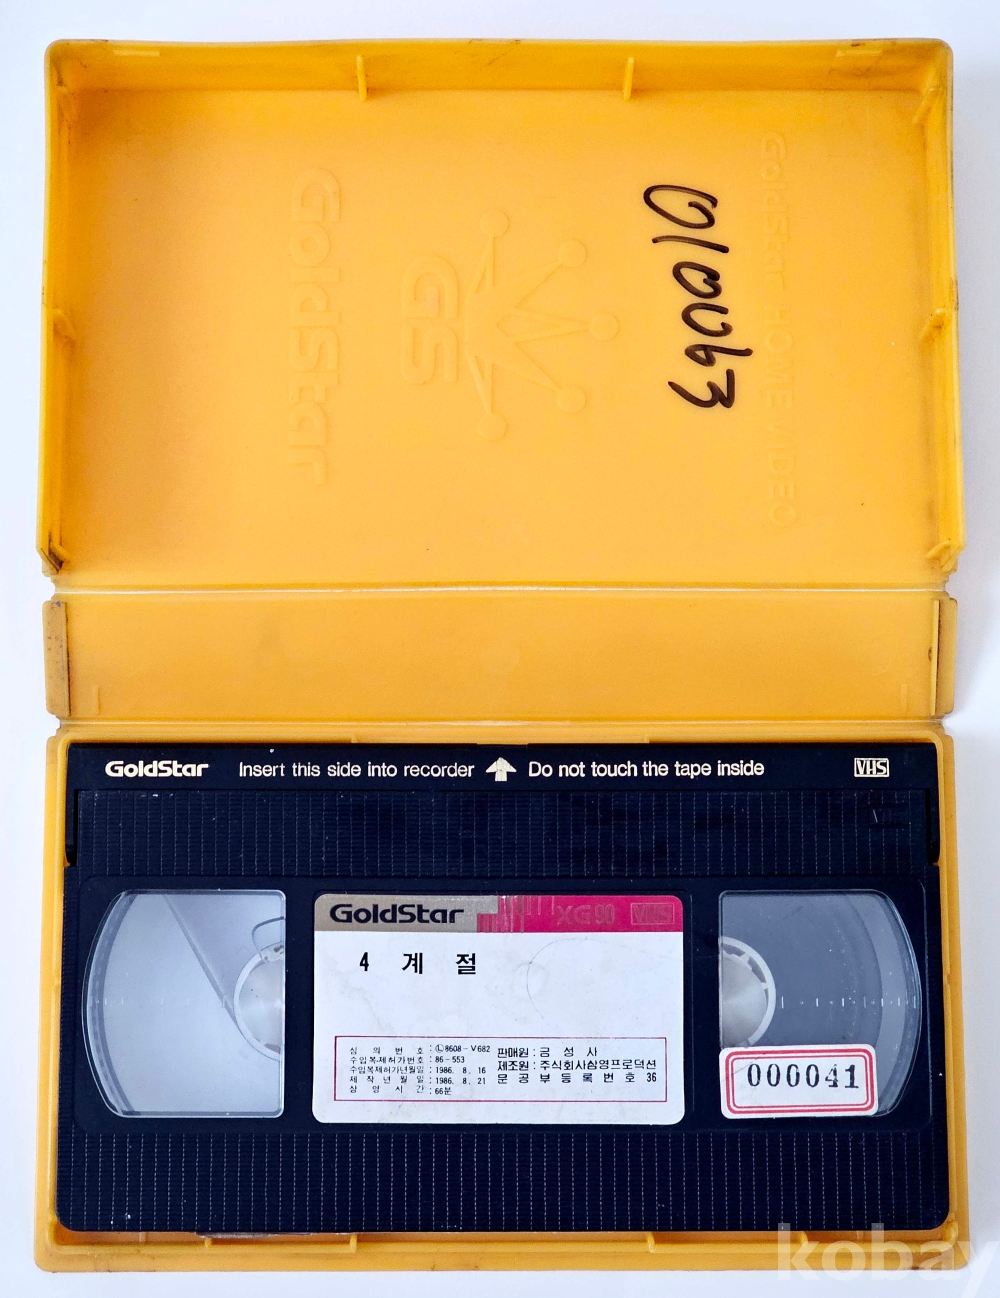 GoldStar HOME VIDEO
010063
GS
GoldStar
GoldStar Insert this side into recorder Do not touch the tape inside VHS
GoldStar XG 90 VHS
4 계 절
심 의 번 호 : Ⓛ8608-V682
수입복제허가번호 : 86-553
수입복제허가년월일 : 1986. 8. 16
제 작 년 월 일 : 1986. 8. 21
상 영 시 간 : 66분
판매원 : 금 성 사
제조원 : 주식회사삼영프로덕션
문 공 부 등 록 번 호 36
000041
kobay